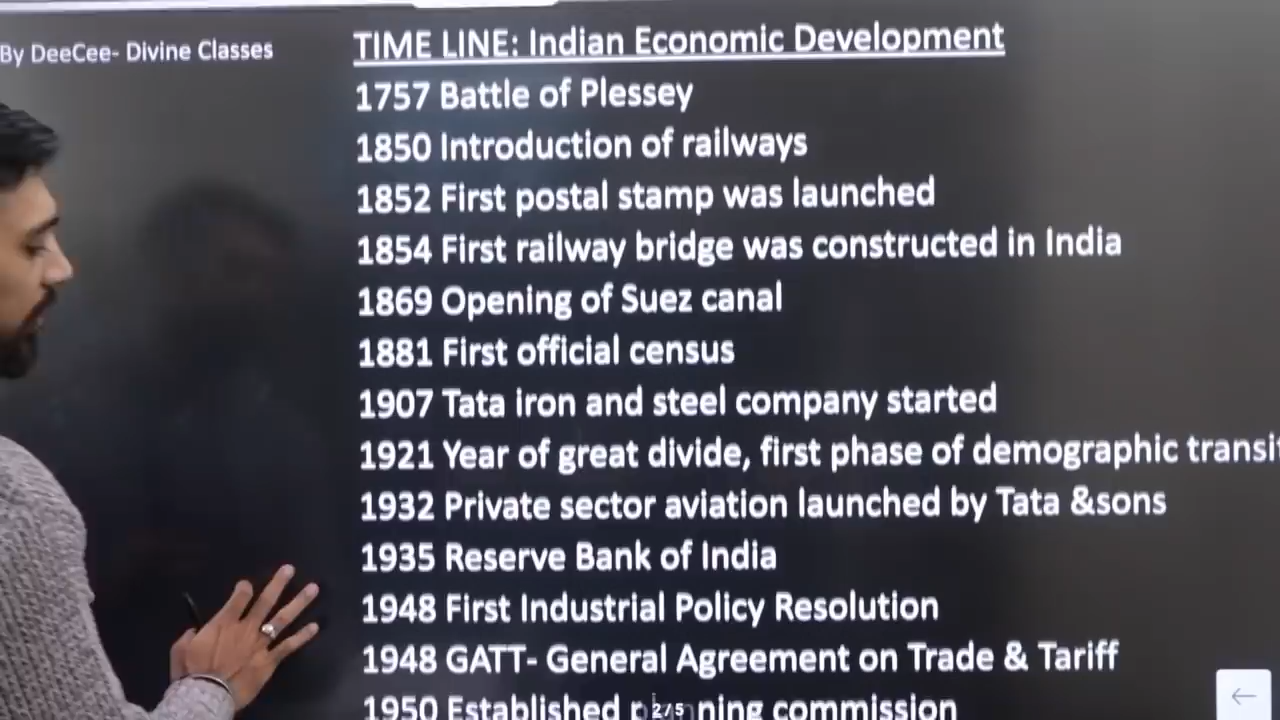 By DeeCee- Divine Classes
TIME LINE: Indian Economic Development
1757 Battle of Plessey
1850 Introduction of railways
1852 First postal stamp was launched
1854 First railway bridge was constructed in India
1869 Opening of Suez canal
1881 First official census
1907 Tata iron and steel company started
1921 Year of great divide, first phase of demographic transit
1932 Private sector aviation launched by Tata &sons
1935 Reserve Bank of India
1948 First Industrial Policy Resolution
1948 GATT- General Agreement on Trade & Tariff
1950 Established commission
2/5